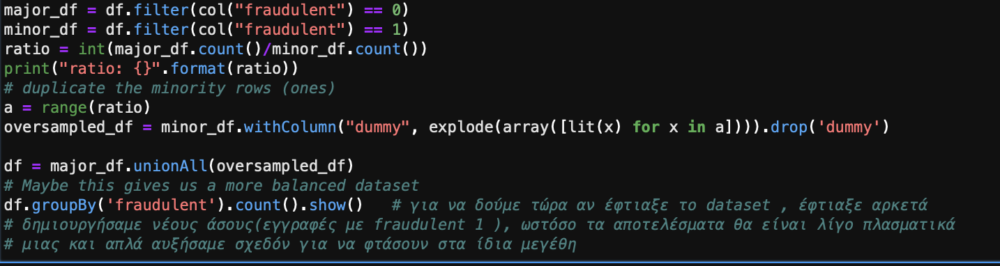 major_df = df.filter(col("fraudulent") == 0)
minor_df = df.filter(col("fraudulent") == 1)
ratio = int(major_df.count()/minor_df.count())
print("ratio: {}".format(ratio))
# duplicate the minority rows (ones)
a = range(ratio)
oversampled_df = minor_df.withColumn("dummy", explode(array([lit(x) for x in a]))).drop('dummy')
df = major_df.unionAll(oversampled_df)
# Maybe this gives us a more balanced dataset
df.groupBy('fraudulent').count().show()   # για να δούμε τώρα αν έφτιαξε το dataset , έφτιαξε αρκετά
# δημιουργήσαμε νέους άσους(εγγραφές με fraudulent 1 ), ωστόσο τα αποτελέσματα θα είναι λίγο πλασματικά
# μιας και απλά αυξήσαμε σχεδόν για να φτάσουν στα ίδια μεγέθη